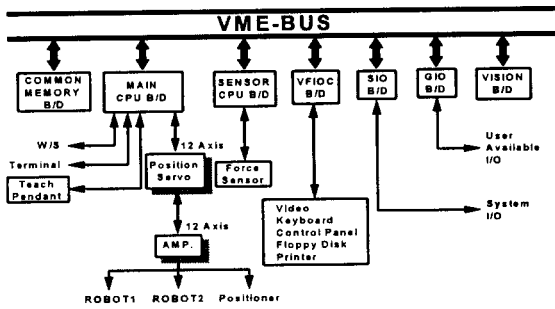 VME-BUS
COMMON
MEMORY
B/D
MAIN
CPU B/D
SENSOR
CPU B/D
VFIOC
B/D
SIO
B/D
GIO
B/D
VISION
B/D
W/S
Terminal
Teach
Pendant
12 Axis
Position
Servo
Force
Sensor
User
Available
I/O
Video
Keyboard
Control Panel
Floppy Disk
Printer
System
I/O
12 Axis
AMP.
ROBOT1
ROBOT2
Positioner